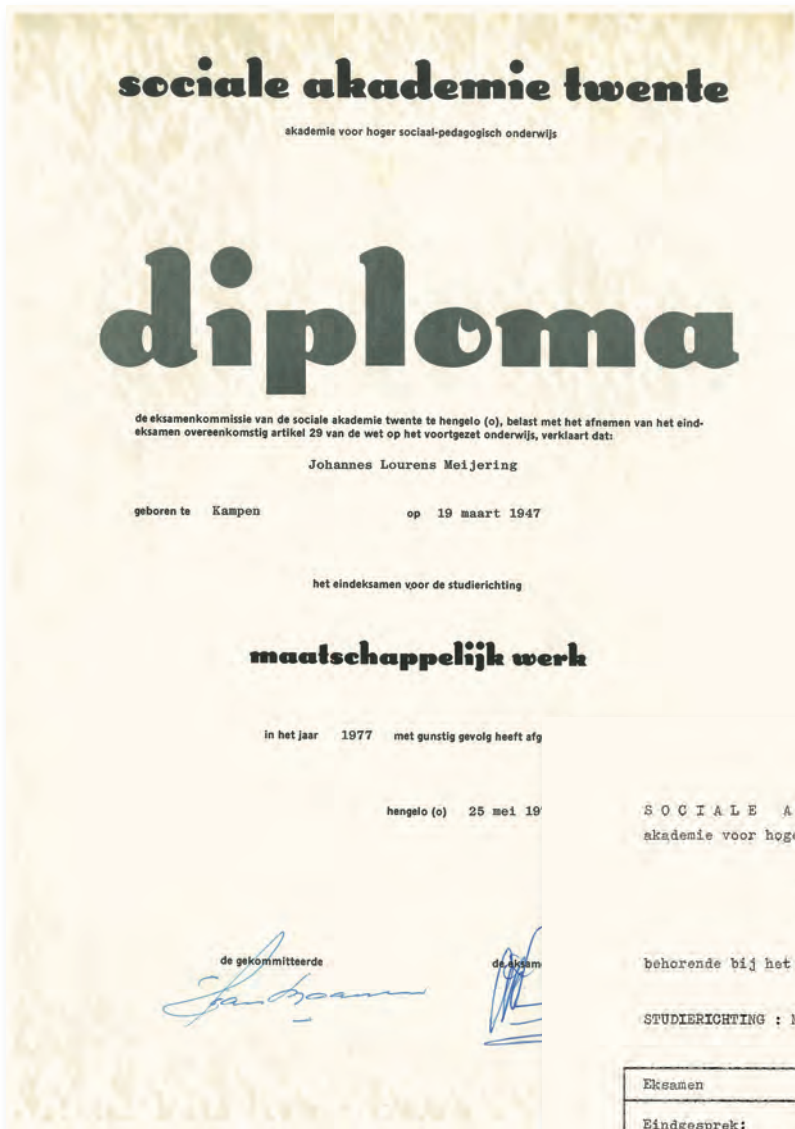 sociale akademie twente
akademie voor hoger sociaal-pedagogisch onderwijs
diploma
de eksamenkommissie van de sociale akademie twente te hengelo (o), belast met het afnemen van het eind-
eksamen overeenkomstig artikel 29 van de wet op het voortgezet onderwijs, verklaart dat:
Johannes Lourens Meijering
geboren te Kampen op 19 maart 1947
het eindeksamen voor de studierichting
maatschappelijk werk
in het jaar 1977 met gunstig gevolg heeft afg
hengelo (o) 25 mei 19
de gekommitteerde de eksam
SOCIALE A
akademie voor hoge
behorende bij het
STUDIERICHTING : M
Eksamen
Eindgesprek: